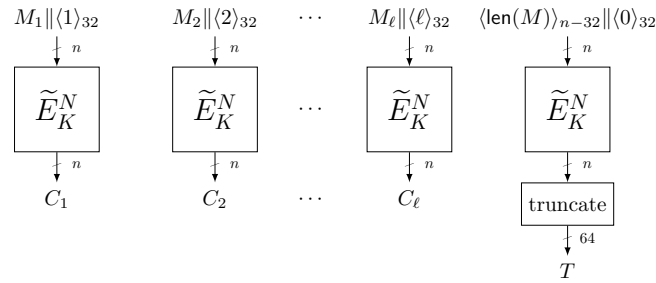 M₁‖⟨1⟩₃₂ M₂‖⟨2⟩₃₂ ⋯ M_ℓ‖⟨ℓ⟩₃₂ ⟨len(M)⟩ₙ₋₃₂‖⟨0⟩₃₂
n n n n
Ẽ_K^N Ẽ_K^N ⋯ Ẽ_K^N Ẽ_K^N
n n n n
C₁ C₂ ⋯ C_ℓ truncate
64
T